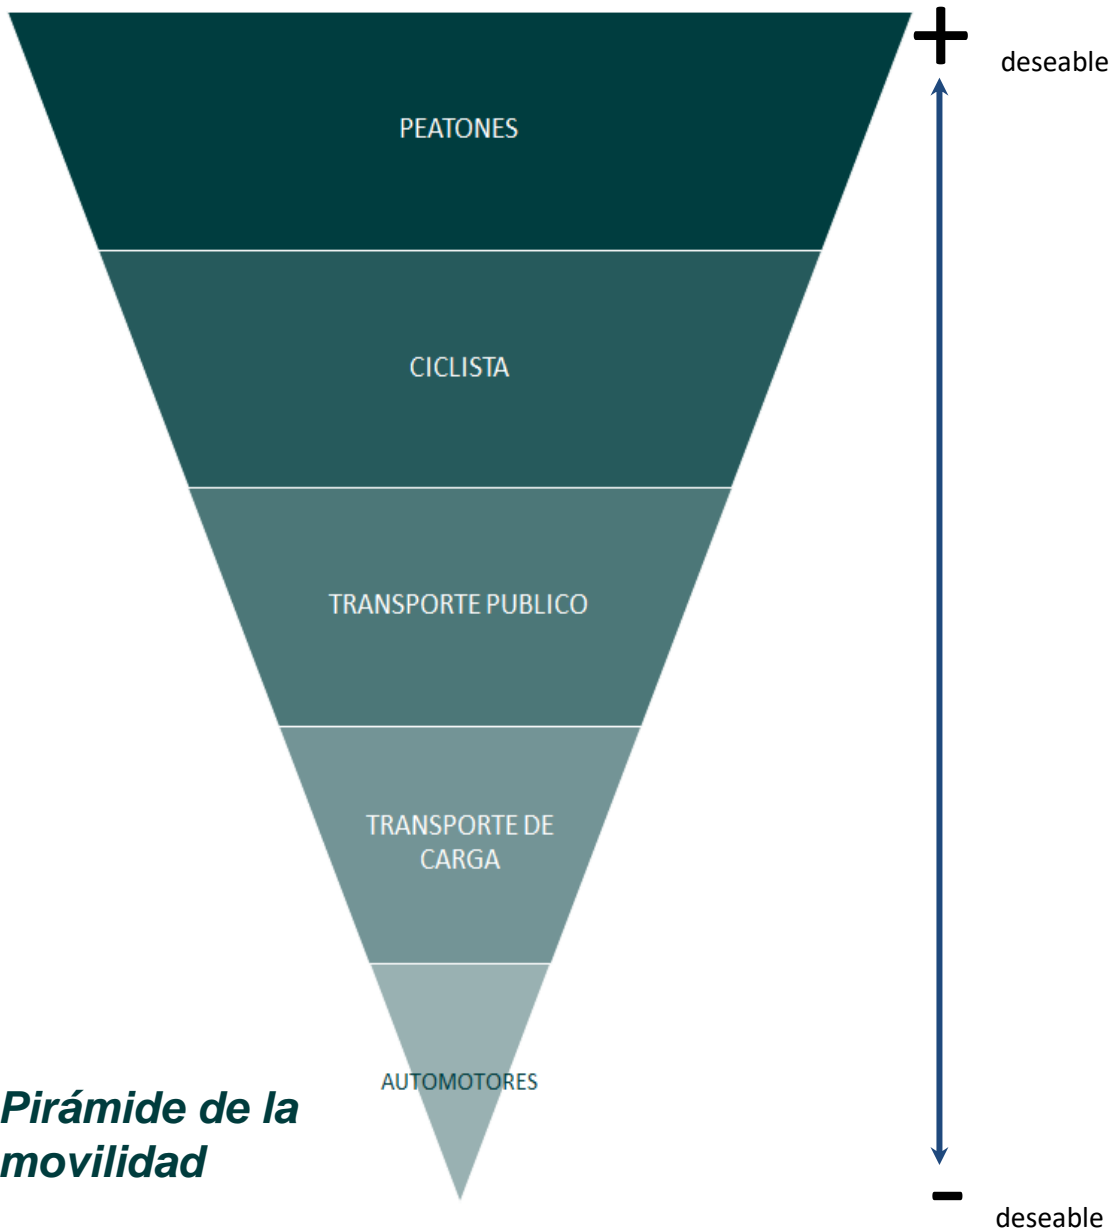 +
deseable
PEATONES
CICLISTA
TRANSPORTE PUBLICO
TRANSPORTE DE
CARGA
AUTOMOTORES
Pirámide de la
movilidad
-
deseable